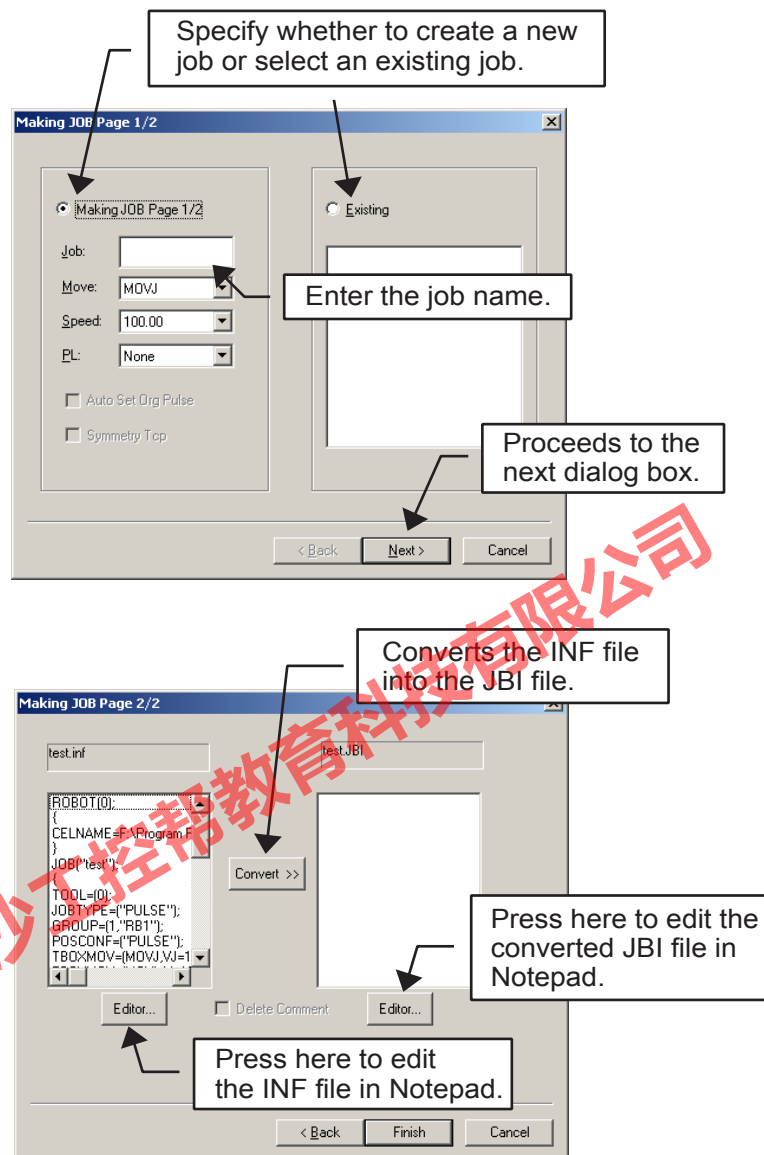 Specify whether to create a new
job or select an existing job.
Making JOB Page 1/2
Making JOB Page 1/2
Existing
Job:
Move: MOVJ
Enter the job name.
Speed: 100.00
PL: None
Auto Set Org Pulse
Symmetry Tcp
Proceeds to the
next dialog box.
< Back
Next >
Cancel
Converts the INF file
into the JBI file.
Making JOB Page 2/2
test.inf
test.JBI
ROBOT(0);
{
CELNAME=F:\Program F
}
JOB("test");
{
TOOL=(0);
JOBTYPE=("PULSE");
GROUP=(1,"RB1");
POSCONF=("PULSE");
TBOXMOV=(MOVJ,VJ=1
Convert >>
Press here to edit the
converted JBI file in
Notepad.
Editor...
Delete Comment
Editor...
Press here to edit
the INF file in Notepad.
< Back
Finish
Cancel
工控帮教育科技有限公司